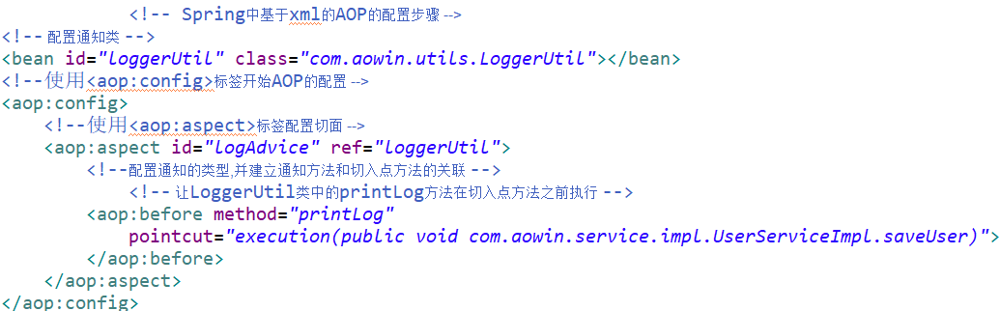 <!-- Spring中基于xml的AOP的配置步骤 -->
<!-- 配置通知类 -->
<bean id="loggerUtil" class="com.aowin.utils.LoggerUtil"></bean>
<!--使用<aop:config>标签开始AOP的配置 -->
<aop:config>
<!--使用<aop:aspect>标签配置切面 -->
<aop:aspect id="logAdvice" ref="loggerUtil">
<!--配置通知的类型,并建立通知方法和切入点方法的关联 -->
<!-- 让LoggerUtil类中的printLog方法在切入点方法之前执行 -->
<aop:before method="printLog"
pointcut="execution(public void com.aowin.service.impl.UserServiceImpl.saveUser)">
</aop:before>
</aop:aspect>
</aop:config>